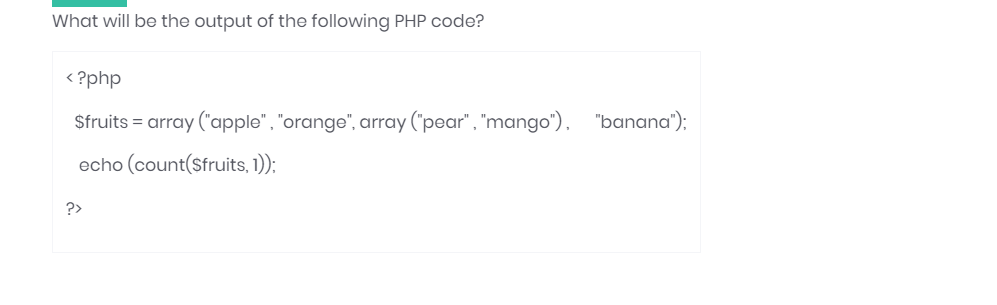 What will be the output of the following PHP code?
< ?php
$fruits = array ("apple" , "orange", array ("pear" , "mango") , "banana");
echo (count($fruits, 1));
?>